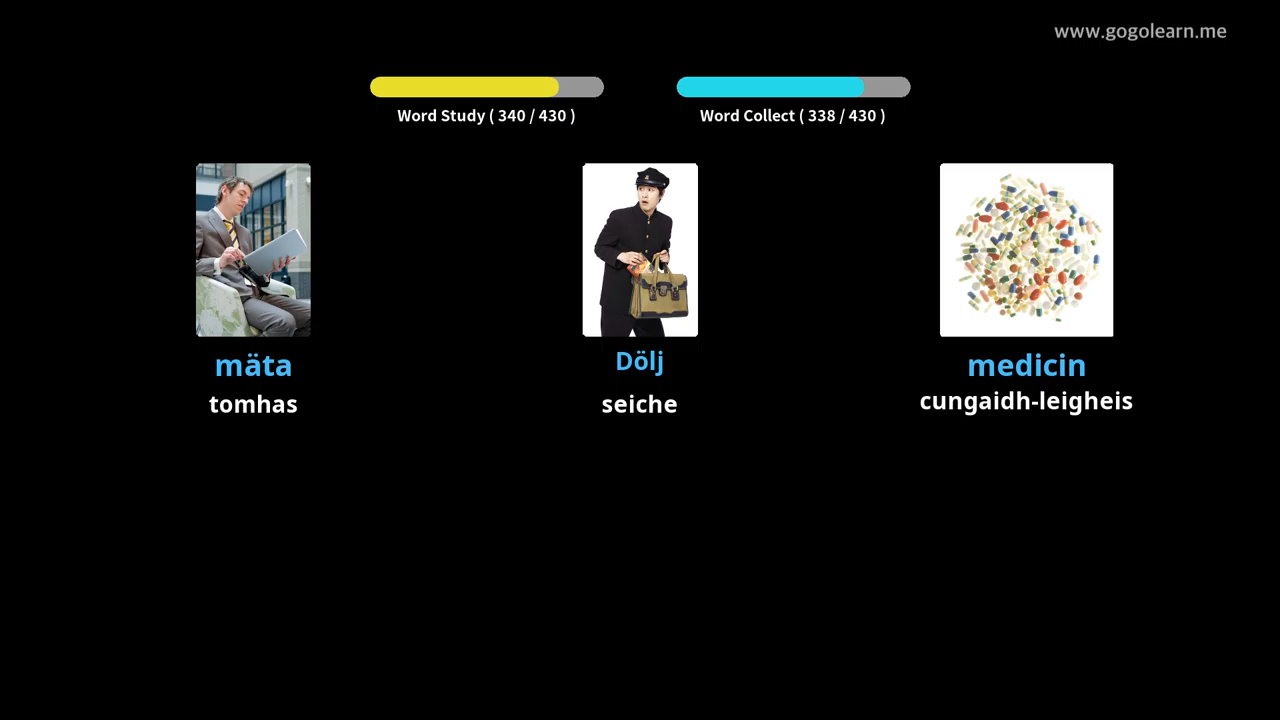 www.gogolearn.me
Word Study ( 340 / 430 )
Word Collect ( 338 / 430 )
mäta
Dölj
medicin
tomhas
seiche
cungaidh-leigheis